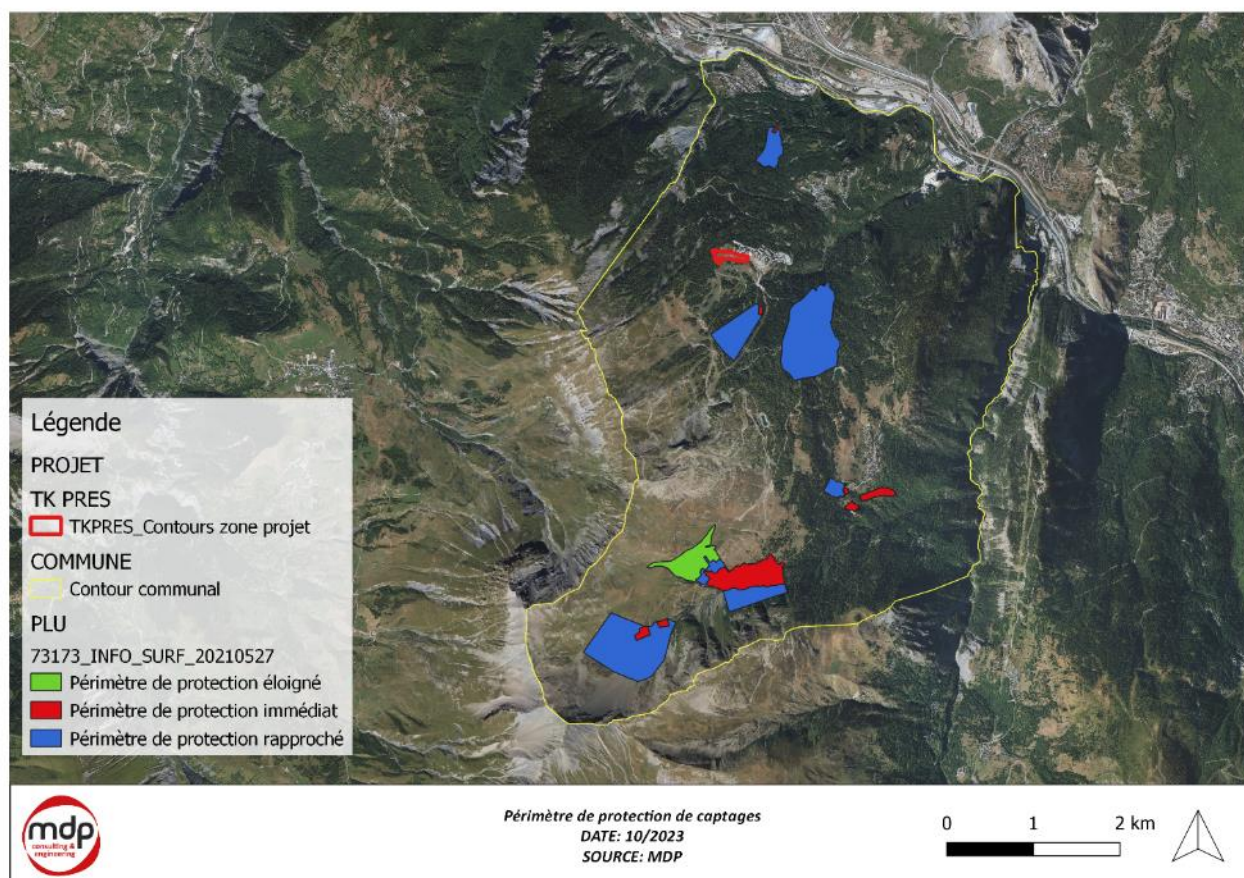 Légende
PROJET
TK PRES
TKPRES_Contours zone projet
COMMUNE
Contour communal
PLU
73173_INFO_SURF_20210527
Périmètre de protection éloigné
Périmètre de protection immédiat
Périmètre de protection rapproché
mdp
consulting &
engineering
Périmètre de protection de captages
DATE: 10/2023
SOURCE: MDP
0 1 2 km